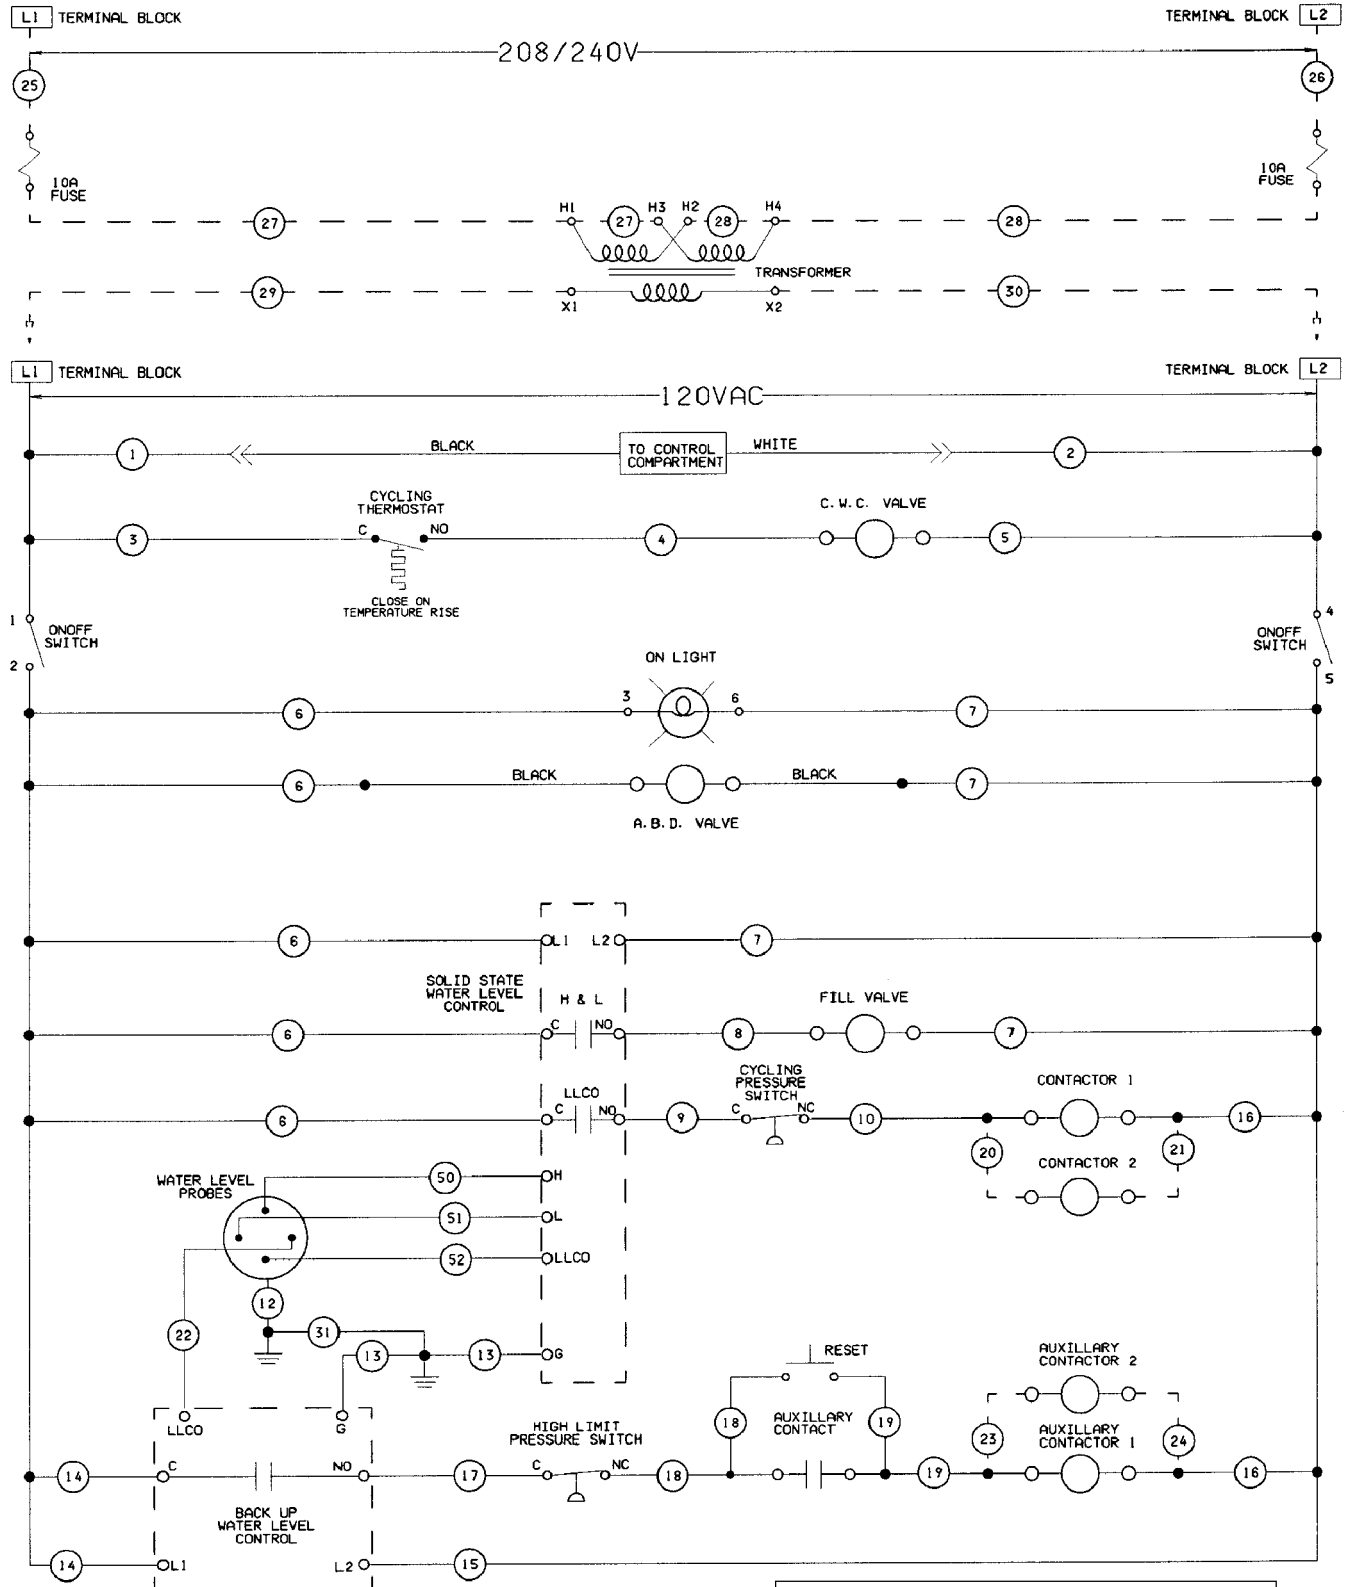 L1 TERMINAL BLOCK
TERMINAL BLOCK L2
208/240V
25
26
10A
FUSE
10A
FUSE
27
H1 27 H3 H2 28 H4
28
TRANSFORMER
29
X1
X2
30
L1 TERMINAL BLOCK
TERMINAL BLOCK L2
120VAC
1
BLACK
TO CONTROL
COMPARTMENT
WHITE
2
CYCLING
THERMOSTAT
C NO
3
4
C.W.C. VALVE
5
CLOSE ON
TEMPERATURE RISE
1
ONOFF
SWITCH
2
4
ONOFF
SWITCH
5
ON LIGHT
6
3
6
7
6
BLACK
BLACK
7
A.B.D. VALVE
6
L1 L2
7
SOLID STATE
WATER LEVEL
CONTROL
H & L
FILL VALVE
6
C NO
8
7
CYCLING
PRESSURE
SWITCH
CONTACTOR 1
LLCO
6
C NO
9
C NC
10
16
20
21
CONTACTOR 2
WATER LEVEL
PROBES
50
H
51
L
52
LLCO
12
22
31
13
13
G
RESET
AUXILLARY
CONTACTOR 2
LLCO
G
HIGH LIMIT
PRESSURE SWITCH
18
AUXILLARY
CONTACT
19
23
AUXILLARY
CONTACTOR 1
24
14
C
NO
17
C NC
18
19
16
BACK UP
WATER LEVEL
CONTROL
14
L1
L2
15